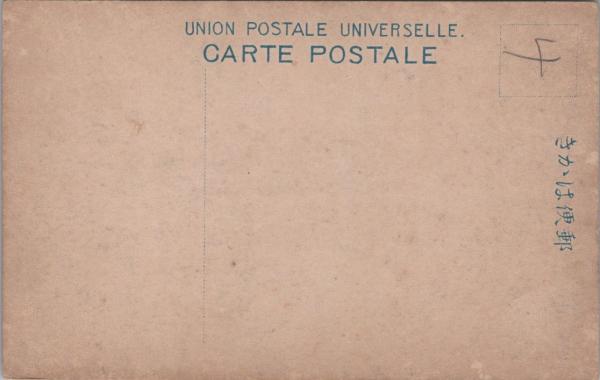 UNION POSTALE UNIVERSELLE.
CARTE POSTALE
4
きかは便郵